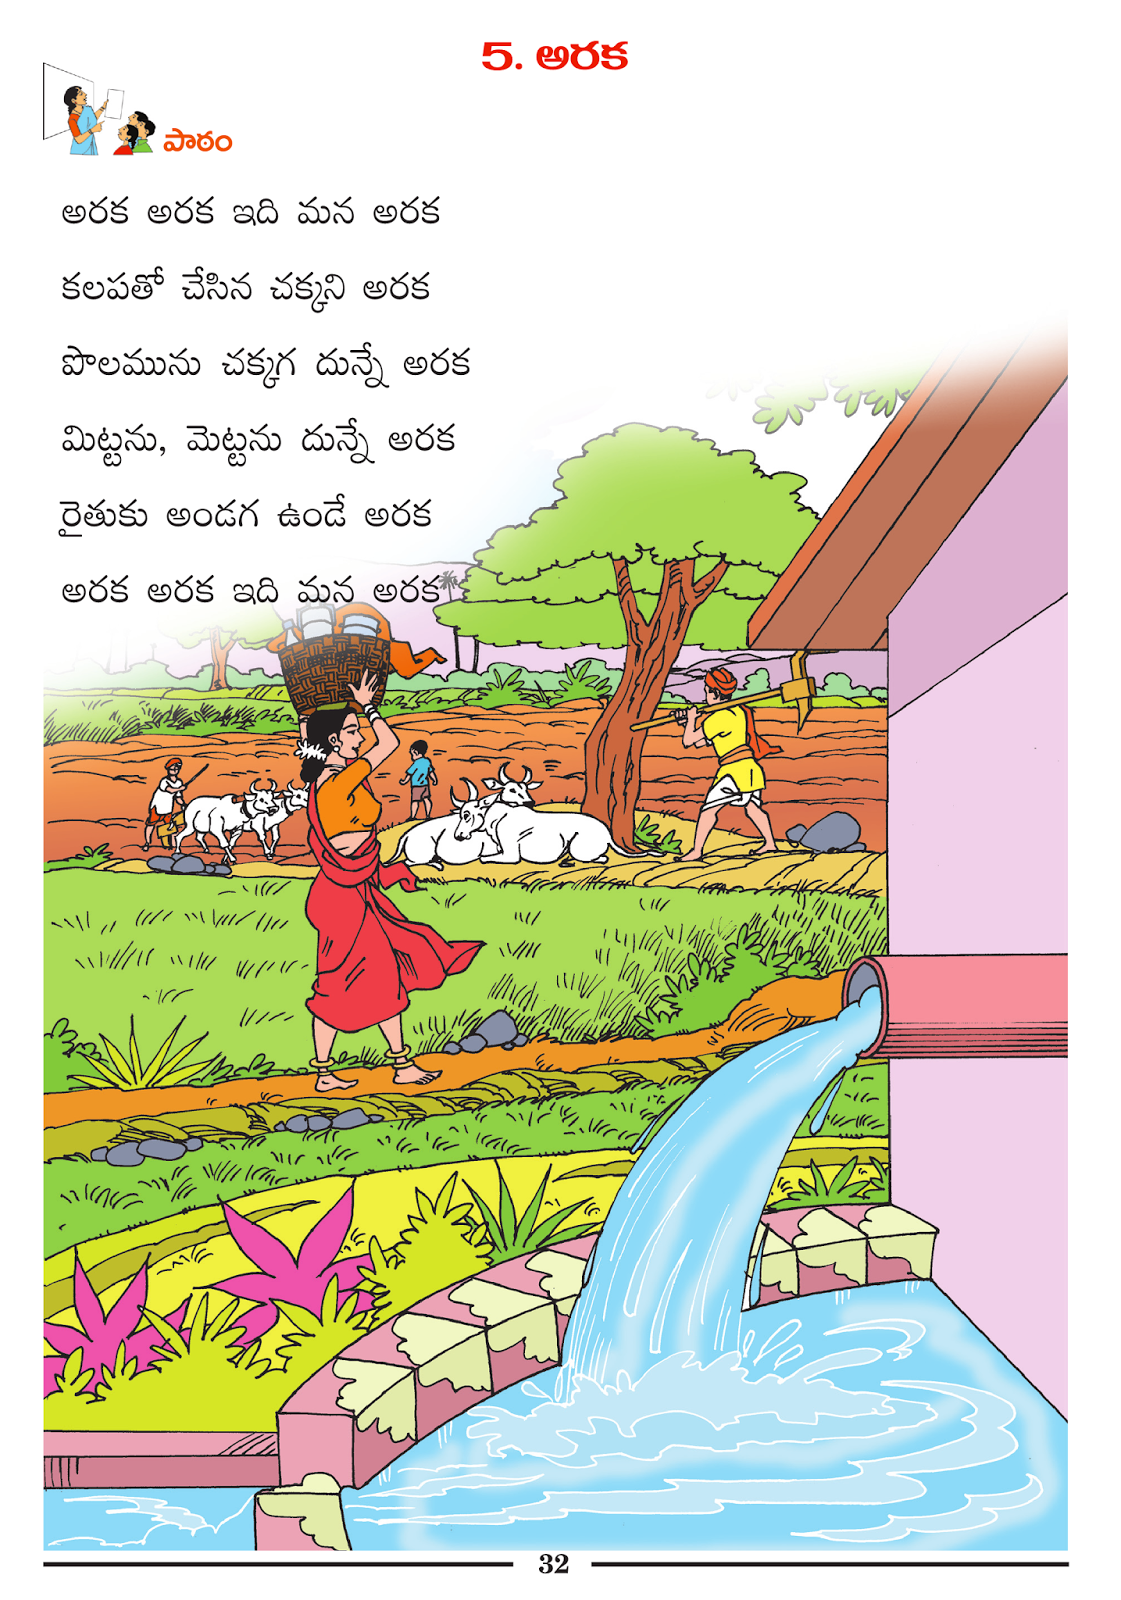 5. అరక
పాఠం
అరక అరక ఇది మన అరక
కలపతో చేసిన చక్కని అరక
పొలమును చక్కగ దున్నే అరక
మిట్టను, మెట్టను దున్నే అరక
రైతుకు అండగ ఉండే అరక
అరక అరక ఇది మన అరక
32